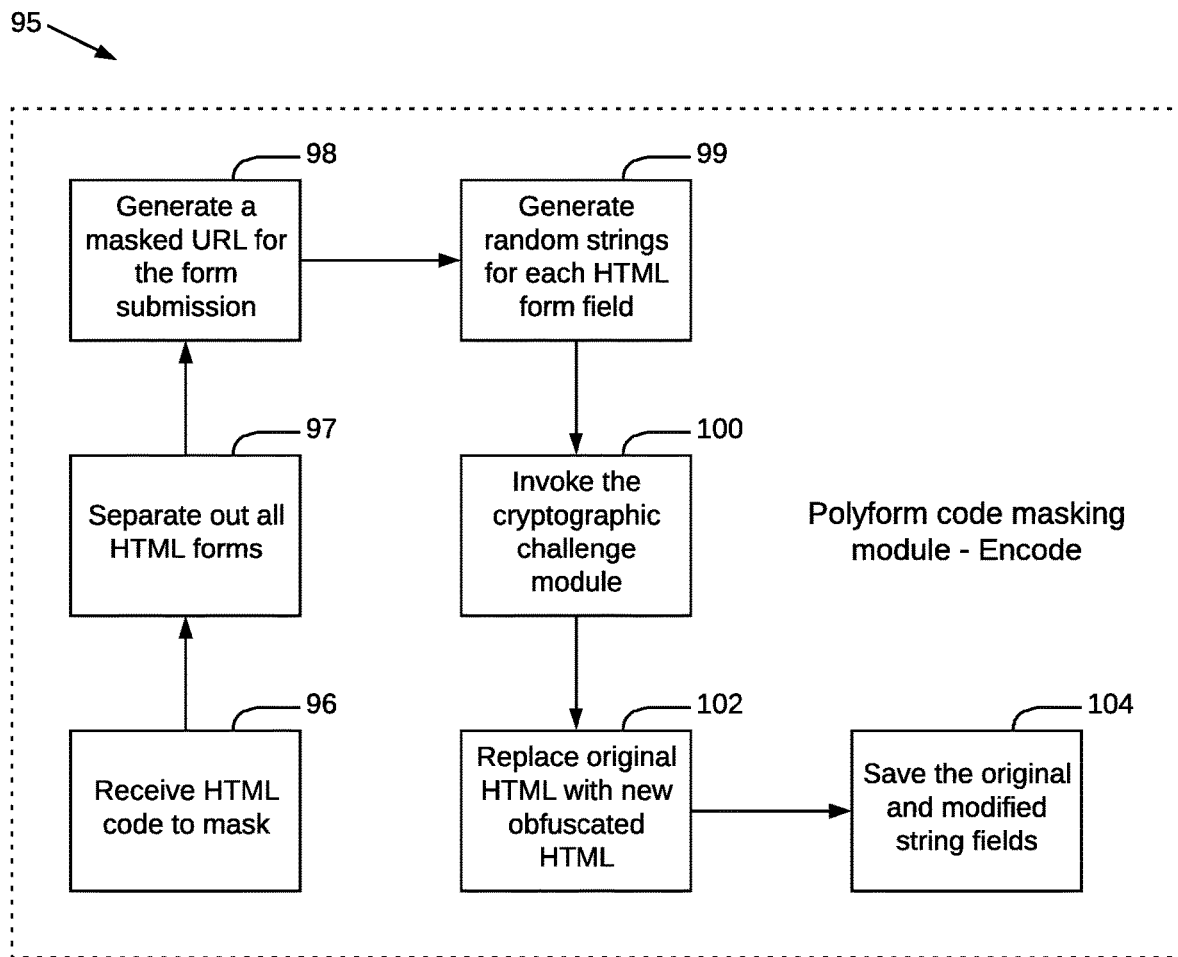 95
98
Generate a
masked URL for
the form
submission
99
Generate
random strings
for each HTML
form field
97
Separate out all
HTML forms
100
Invoke the
cryptographic
challenge
module
Polyform code masking
module - Encode
96
Receive HTML
code to mask
102
Replace original
HTML with new
obfuscated
HTML
104
Save the original
and modified
string fields